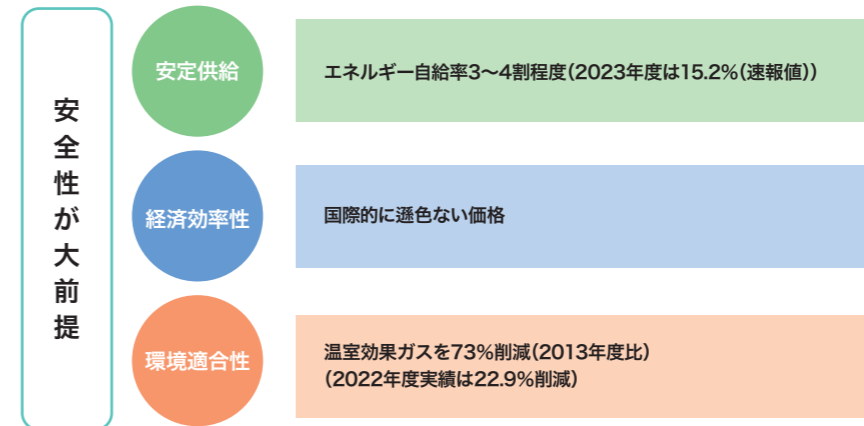 安全性が大前提
安定供給
エネルギー自給率3〜4割程度(2023年度は15.2%(速報値))
経済効率性
国際的に遜色ない価格
環境適合性
温室効果ガスを73%削減(2013年度比)
(2022年度実績は22.9%削減)